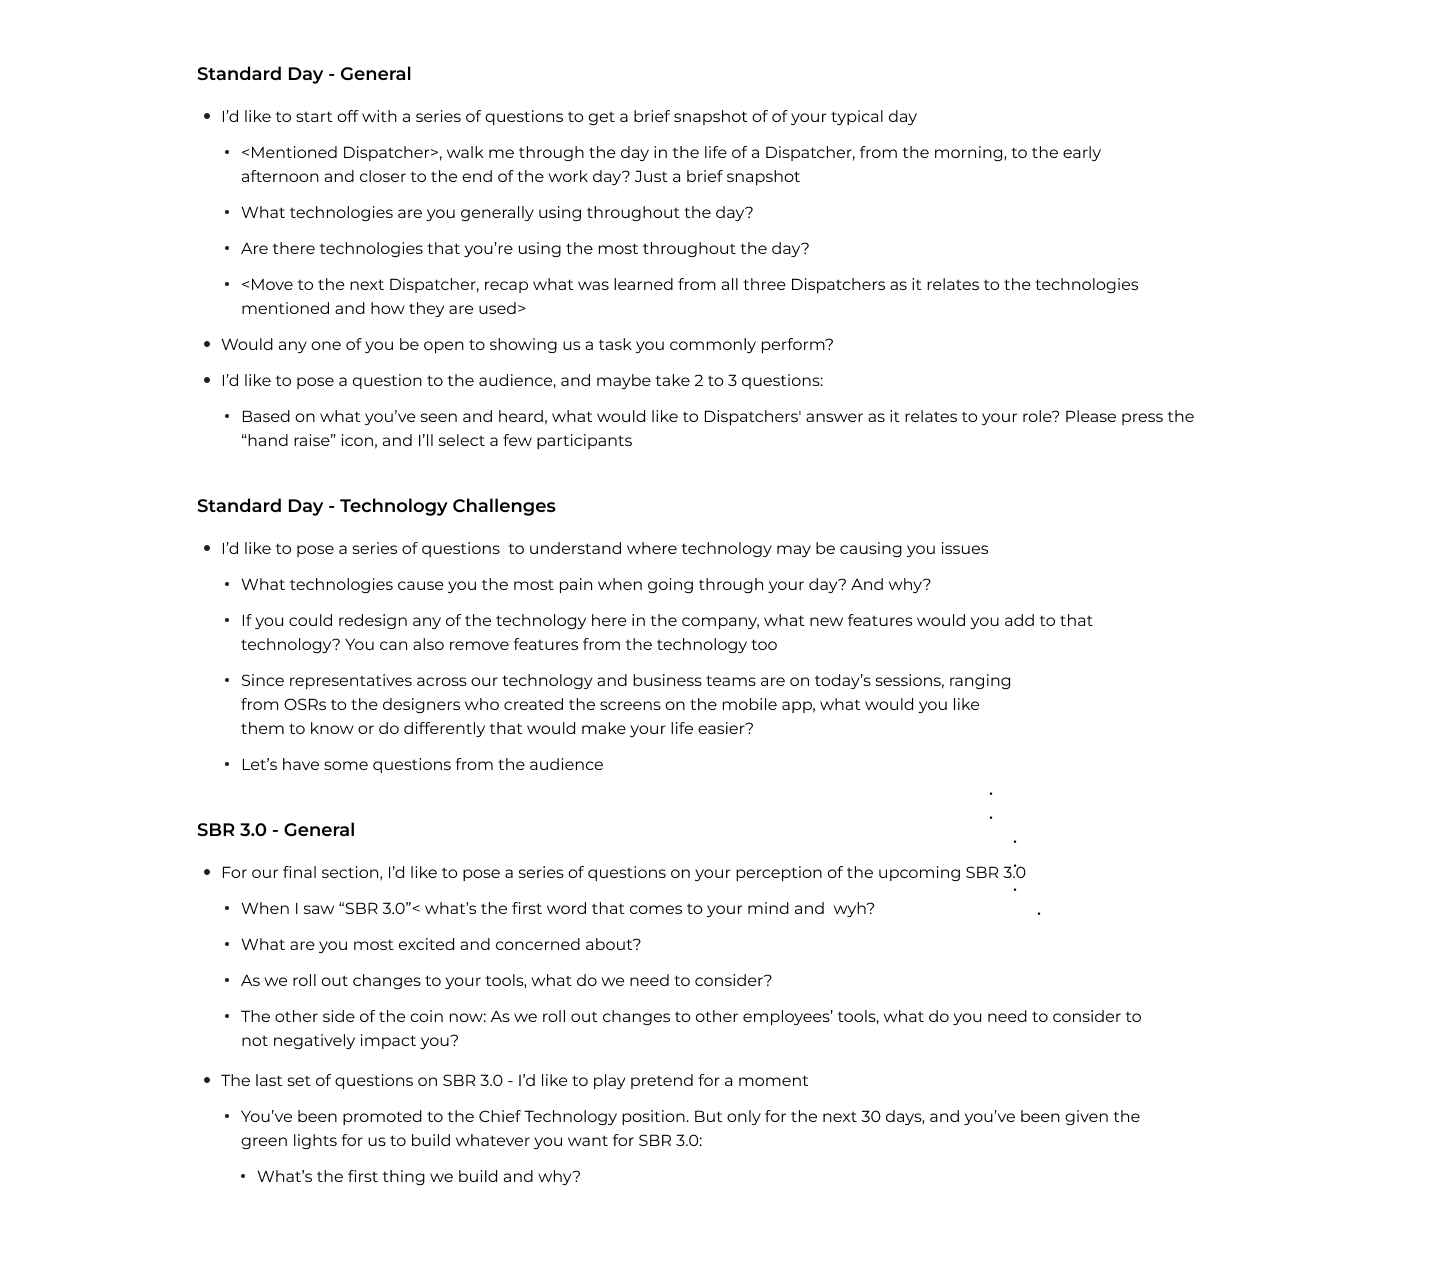 Standard Day - General
• I’d like to start off with a series of questions to get a brief snapshot of of your typical day
• <Mentioned Dispatcher>, walk me through the day in the life of a Dispatcher, from the morning, to the early
afternoon and closer to the end of the work day? Just a brief snapshot
• What technologies are you generally using throughout the day?
• Are there technologies that you’re using the most throughout the day?
• <Move to the next Dispatcher, recap what was learned from all three Dispatchers as it relates to the technologies
mentioned and how they are used>
• Would any one of you be open to showing us a task you commonly perform?
• I’d like to pose a question to the audience, and maybe take 2 to 3 questions:
• Based on what you’ve seen and heard, what would like to Dispatchers' answer as it relates to your role? Please press the
“hand raise” icon, and I’ll select a few participants
Standard Day - Technology Challenges
• I’d like to pose a series of questions  to understand where technology may be causing you issues
• What technologies cause you the most pain when going through your day? And why?
• If you could redesign any of the technology here in the company, what new features would you add to that
technology? You can also remove features from the technology too
• Since representatives across our technology and business teams are on today’s sessions, ranging
from OSRs to the designers who created the screens on the mobile app, what would you like
them to know or do differently that would make your life easier?
• Let’s have some questions from the audience
SBR 3.0 - General
• For our final section, I’d like to pose a series of questions on your perception of the upcoming SBR 3.0
• When I saw “SBR 3.0”< what’s the first word that comes to your mind and  wyh?
• What are you most excited and concerned about?
• As we roll out changes to your tools, what do we need to consider?
• The other side of the coin now: As we roll out changes to other employees’ tools, what do you need to consider to
not negatively impact you?
• The last set of questions on SBR 3.0 - I’d like to play pretend for a moment
• You’ve been promoted to the Chief Technology position. But only for the next 30 days, and you’ve been given the
green lights for us to build whatever you want for SBR 3.0:
• What’s the first thing we build and why?